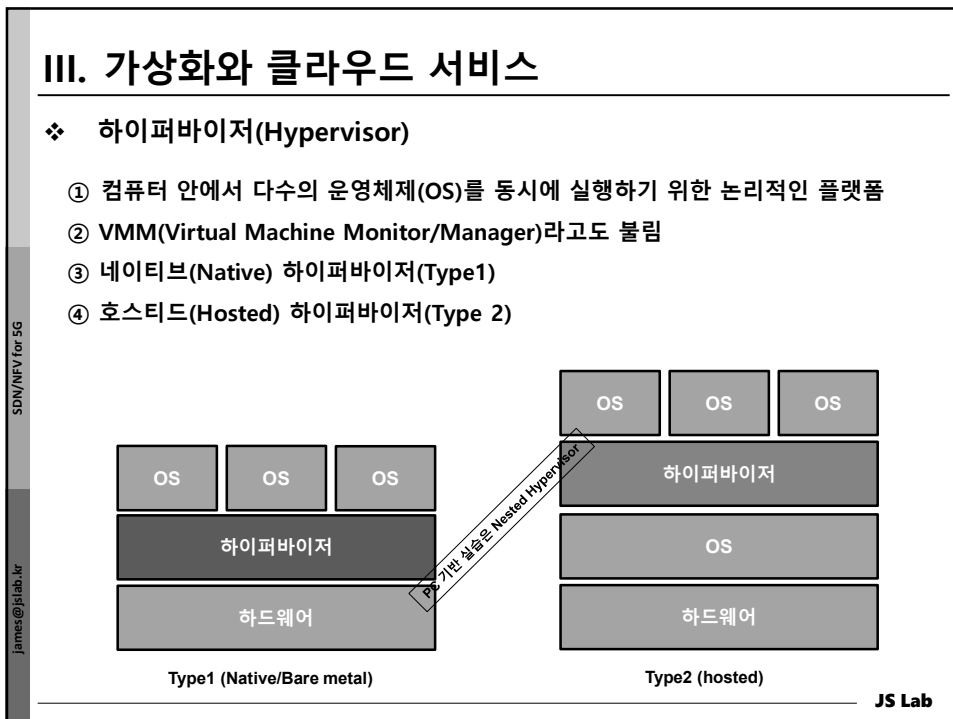 III. 가상화와 클라우드 서비스
❖ 하이퍼바이저(Hypervisor)
① 컴퓨터 안에서 다수의 운영체제(OS)를 동시에 실행하기 위한 논리적인 플랫폼
② VMM(Virtual Machine Monitor/Manager)라고도 불림
③ 네이티브(Native) 하이퍼바이저(Type1)
④ 호스티드(Hosted) 하이퍼바이저(Type 2)
SDN/NFV for 5G
james@jslab.kr
OS OS OS
하이퍼바이저
하드웨어
Type1 (Native/Bare metal)
PC 기반 실습은 Nested Hypervisor
OS OS OS
하이퍼바이저
OS
하드웨어
Type2 (hosted)
JS Lab